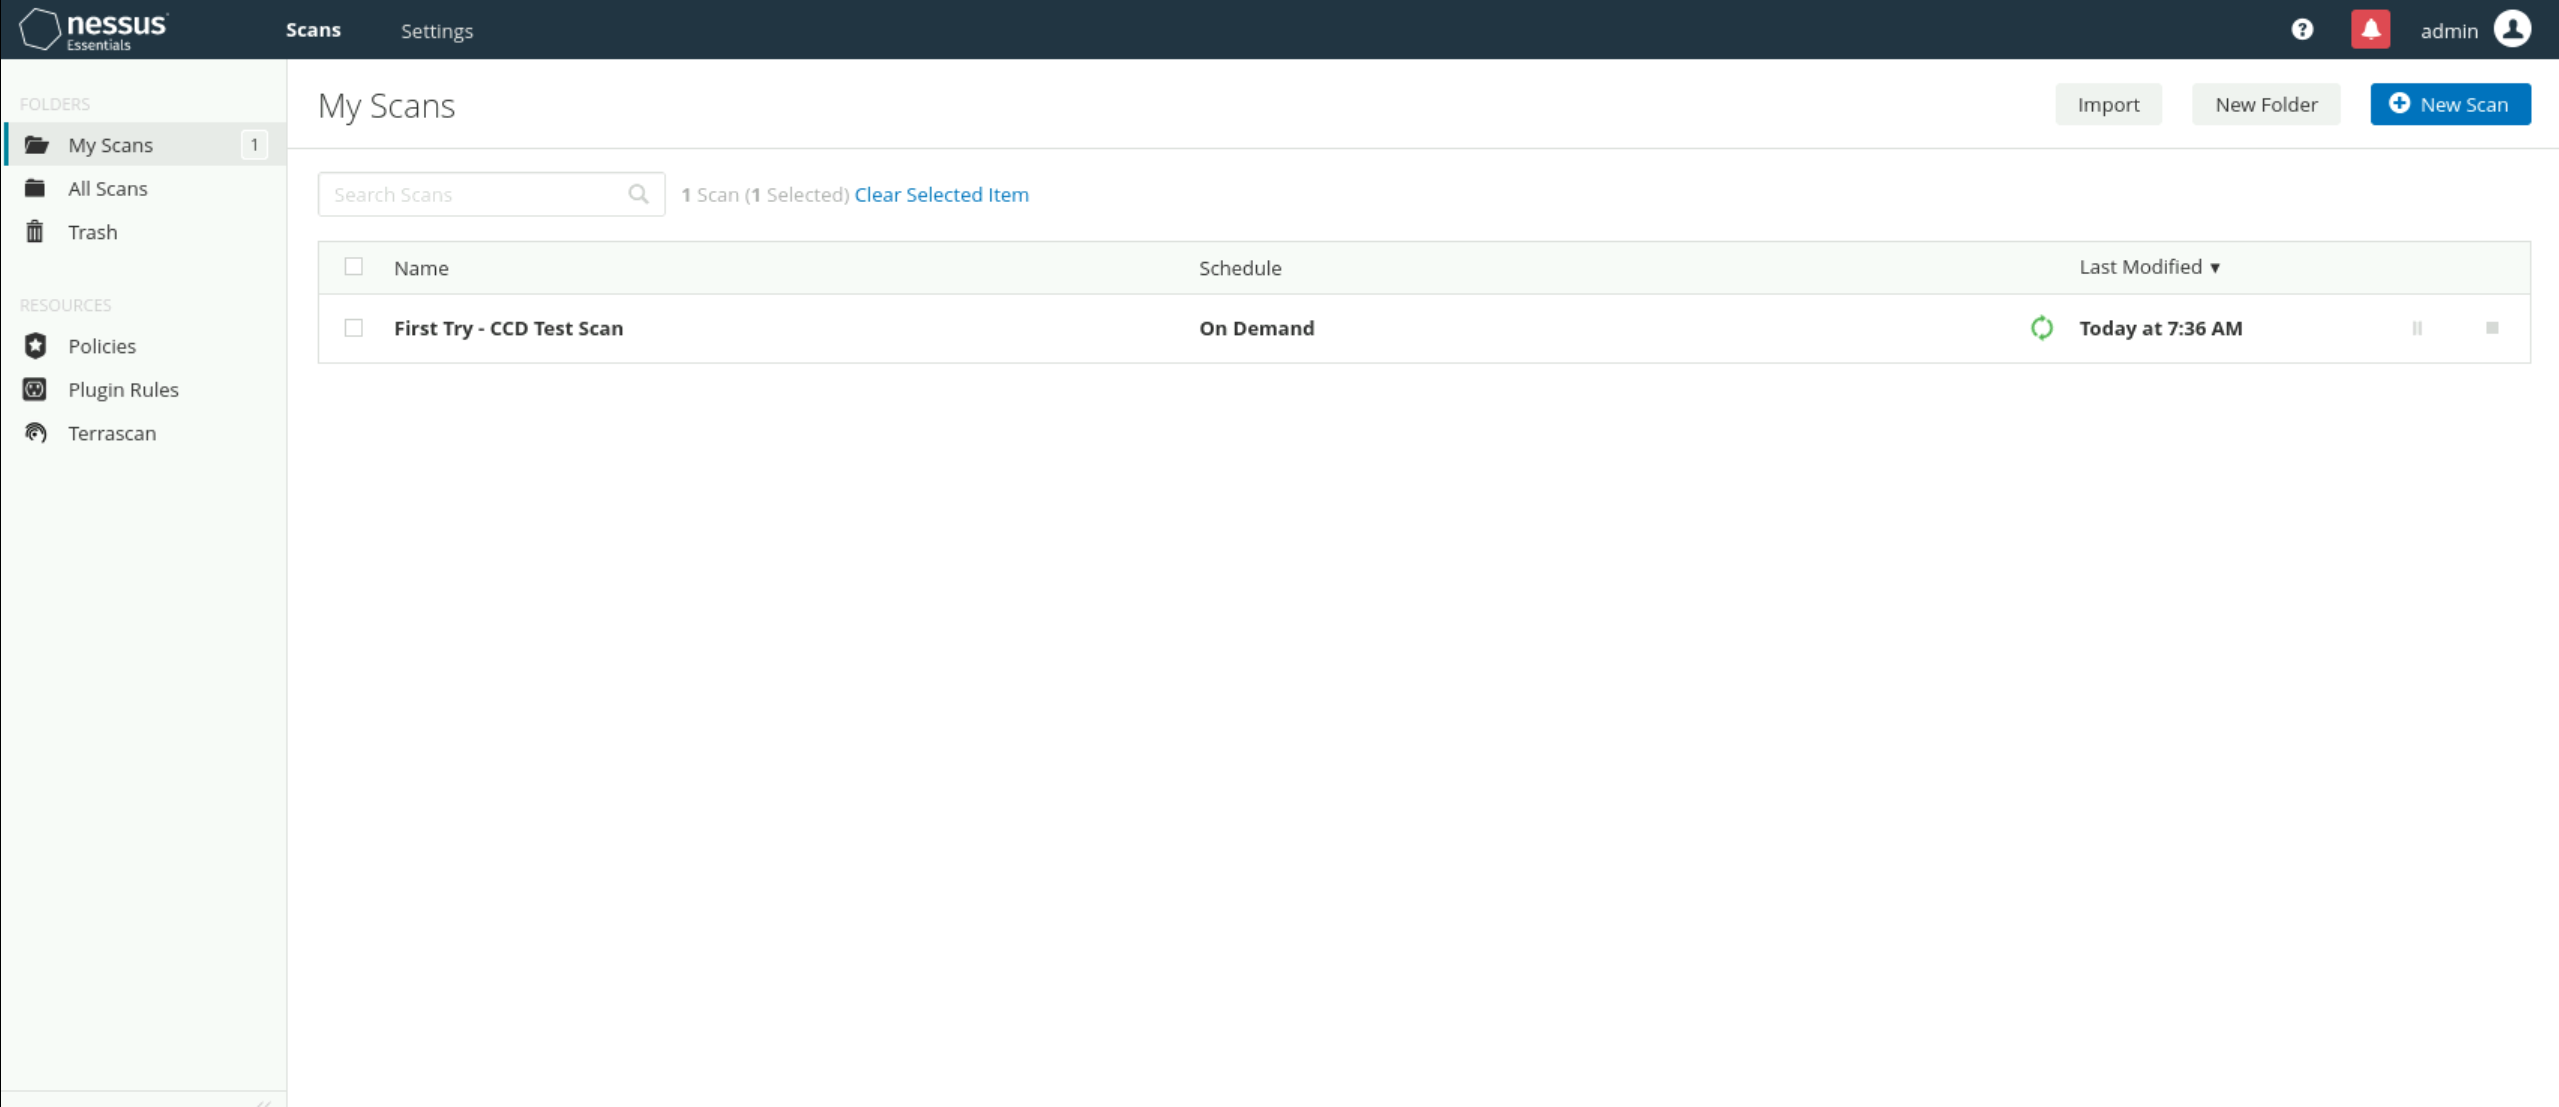 nessus
Essentials
Scans
Settings
admin
FOLDERS
My Scans
1
All Scans
Trash
RESOURCES
Policies
Plugin Rules
Terrascan
My Scans
Import
New Folder
New Scan
Search Scans
1 Scan (1 Selected) Clear Selected Item
Name
Schedule
Last Modified ▼
First Try - CCD Test Scan
On Demand
Today at 7:36 AM